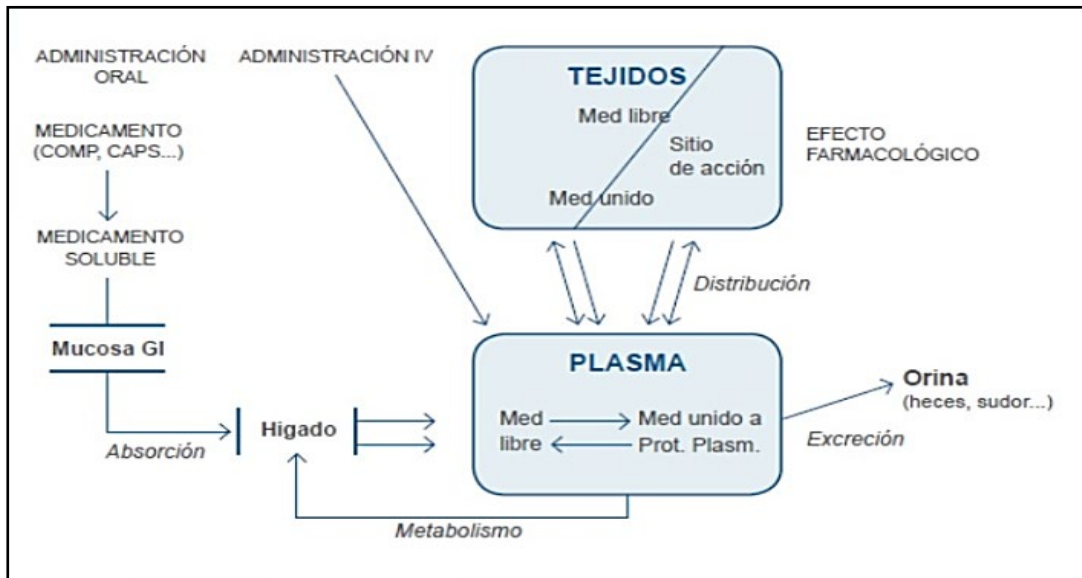 ADMINISTRACIÓN
ORAL
ADMINISTRACIÓN IV
MEDICAMENTO
(COMP, CAPS...)
MEDICAMENTO
SOLUBLE
Mucosa GI
Absorción
Hígado
TEJIDOS
Med libre
Sitio
de acción
Med unido
EFECTO
FARMACOLÓGICO
Distribución
PLASMA
Med
libre
Med unido a
Prot. Plasm.
Metabolismo
Orina
(heces, sudor...)
Excreción